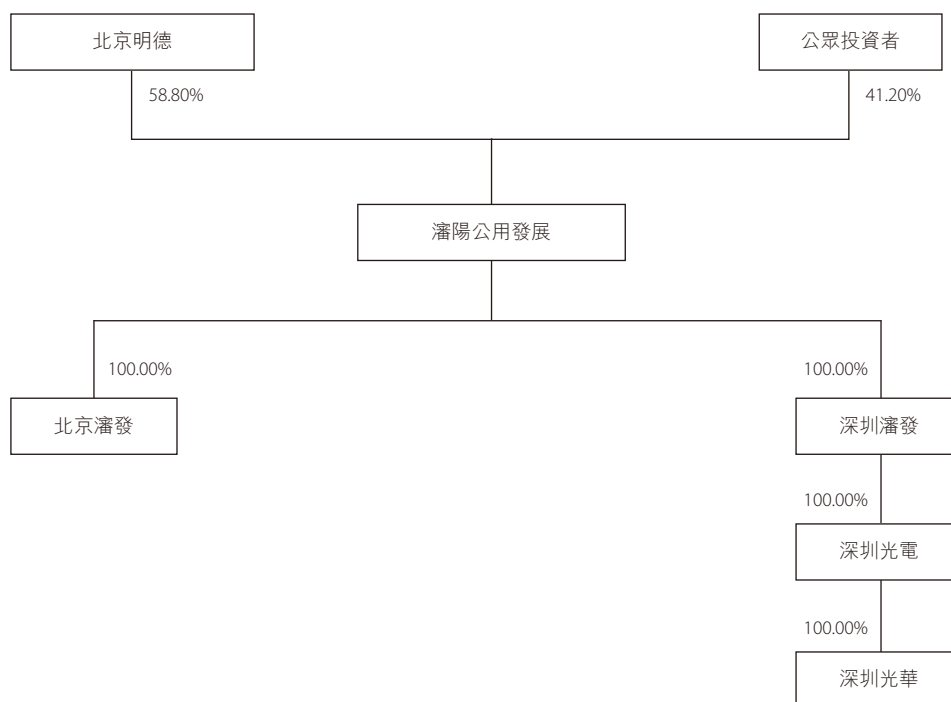 北京明德
公眾投資者
58.80%
41.20%
瀋陽公用發展
100.00%
100.00%
北京瀋發
深圳瀋發
100.00%
深圳光電
100.00%
深圳光華